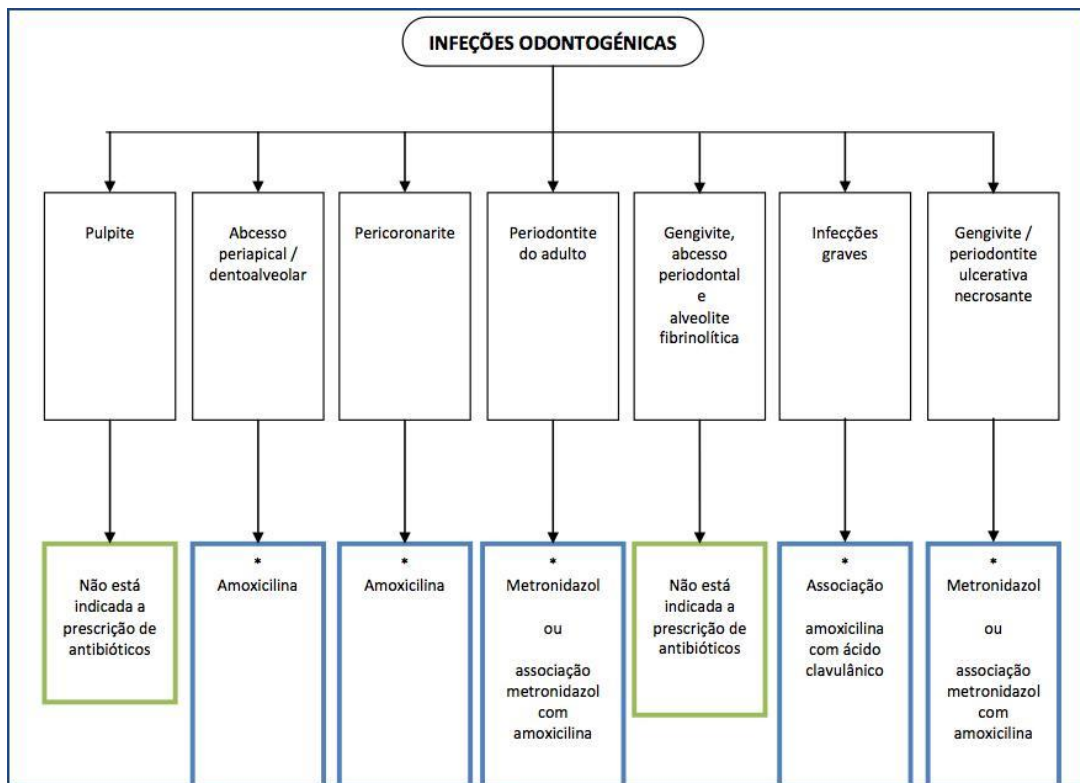 INFEÇÕES ODONTOGÉNICAS
Pulpite
Abcesso
periapical /
dentoalveolar
Pericoronarite
Periodontite
do adulto
Gengivite,
abcesso
periodontal
e
alveolite
fibrinolítica
Infecções
graves
Gengivite /
periodontite
ulcerativa
necrosante
Não está
indicada a
prescrição de
antibióticos
*
Amoxicilina
*
Amoxicilina
*
Metronidazol
ou
associação
metronidazol
com
amoxicilina
Não está
indicada a
prescrição de
antibióticos
*
Associação
amoxicilina
com ácido
clavulânico
*
Metronidazol
ou
associação
metronidazol
com
amoxicilina